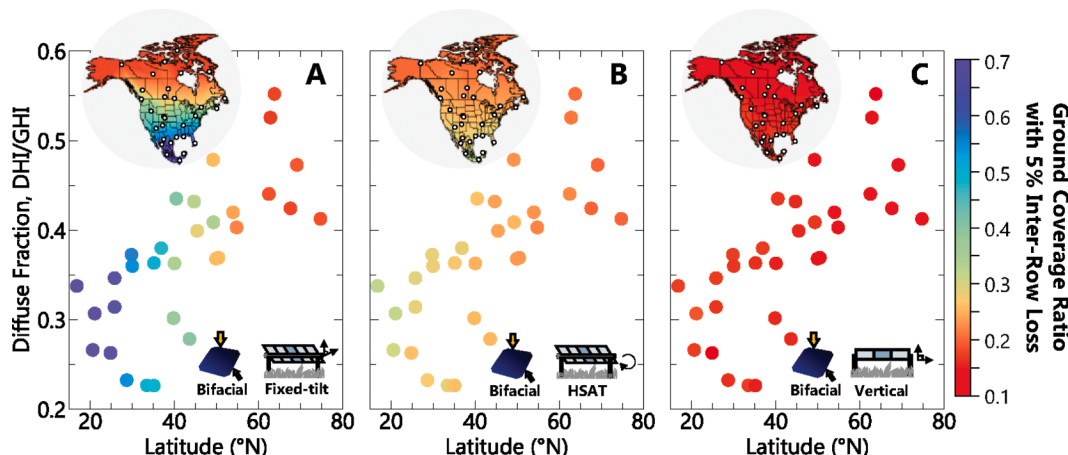 A
B
C
Diffuse Fraction, DHI/GHI
0.6
0.5
0.4
0.3
0.2
Bifacial
Fixed-tilt
Bifacial
HSAT
Bifacial
Vertical
20
40
60
80
20
40
60
80
20
40
60
80
Latitude (°N)
Latitude (°N)
Latitude (°N)
0.7
0.6
0.5
0.4
0.3
0.2
0.1
Ground Coverage Ratio
with 5% Inter-Row Loss